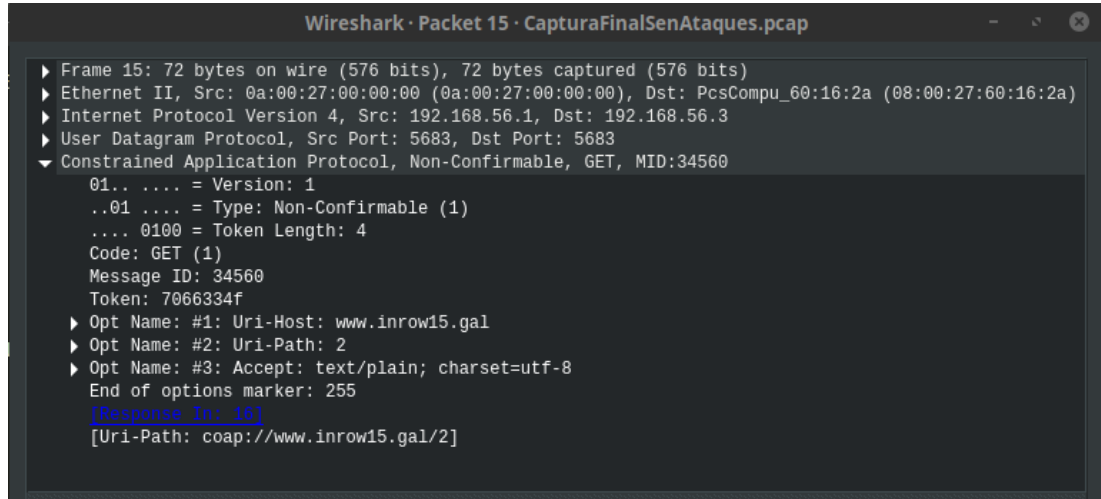 Wireshark · Packet 15 · CapturaFinalSenAtaques.pcap
Frame 15: 72 bytes on wire (576 bits), 72 bytes captured (576 bits)
Ethernet II, Src: 0a:00:27:00:00:00 (0a:00:27:00:00:00), Dst: PcsCompu_60:16:2a (08:00:27:60:16:2a)
Internet Protocol Version 4, Src: 192.168.56.1, Dst: 192.168.56.3
User Datagram Protocol, Src Port: 5683, Dst Port: 5683
Constrained Application Protocol, Non-Confirmable, GET, MID:34560
01.. .... = Version: 1
..01 .... = Type: Non-Confirmable (1)
.... 0100 = Token Length: 4
Code: GET (1)
Message ID: 34560
Token: 7066334f
Opt Name: #1: Uri-Host: www.inrow15.gal
Opt Name: #2: Uri-Path: 2
Opt Name: #3: Accept: text/plain; charset=utf-8
End of options marker: 255
[Response In: 16]
[Uri-Path: coap://www.inrow15.gal/2]